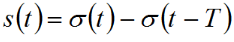 s(t) = σ(t) − σ(t − T)